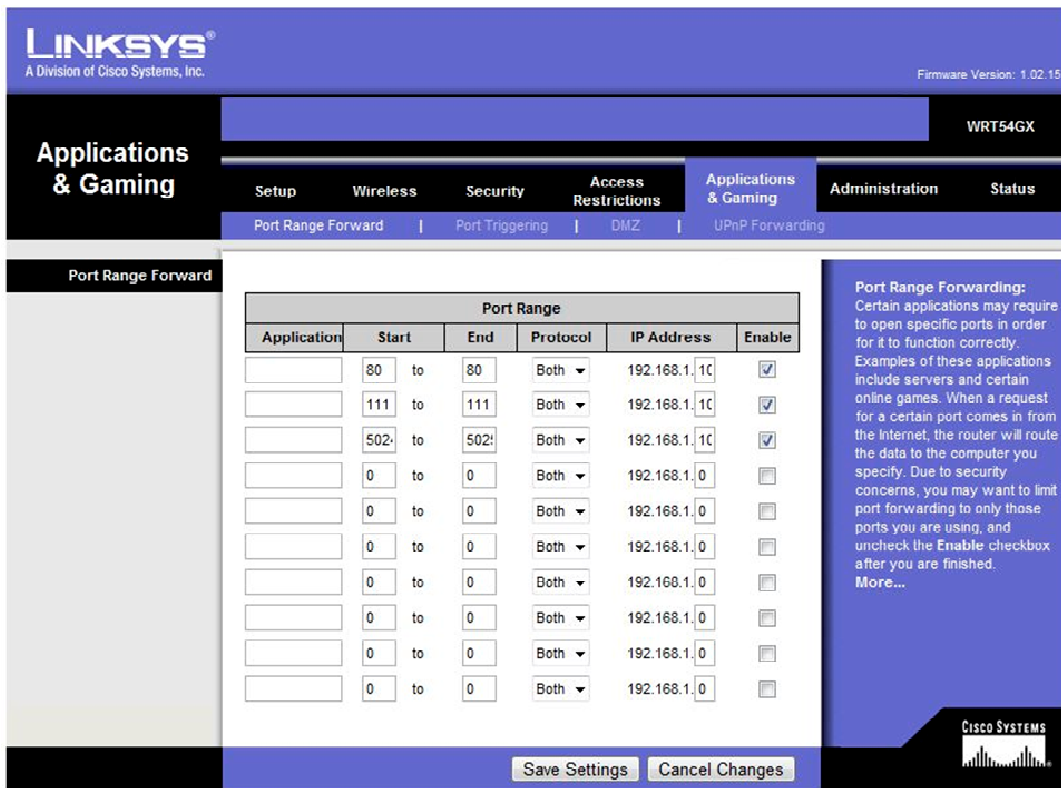 LINKSYS®
A Division of Cisco Systems, Inc.
Firmware Version: 1.02.15
WRT54GX
Applications & Gaming
Setup Wireless Security Access Restrictions Applications & Gaming Administration Status
Port Range Forward | Port Triggering | DMZ | UPnP Forwarding
Port Range Forward
Port Range
Application Start End Protocol IP Address Enable
80 to 80 Both 192.168.1. 10
111 to 111 Both 192.168.1. 10
502 to 502 Both 192.168.1. 10
0 to 0 Both 192.168.1. 0
0 to 0 Both 192.168.1. 0
0 to 0 Both 192.168.1. 0
0 to 0 Both 192.168.1. 0
0 to 0 Both 192.168.1. 0
0 to 0 Both 192.168.1. 0
0 to 0 Both 192.168.1. 0
Port Range Forwarding:
Certain applications may require
to open specific ports in order
for it to function correctly.
Examples of these applications
include servers and certain
online games. When a request
for a certain port comes in from
the Internet, the router will route
the data to the computer you
specify. Due to security
concerns, you may want to limit
port forwarding to only those
ports you are using, and
uncheck the Enable checkbox
after you are finished.
More...
CISCO SYSTEMS
Save Settings Cancel Changes